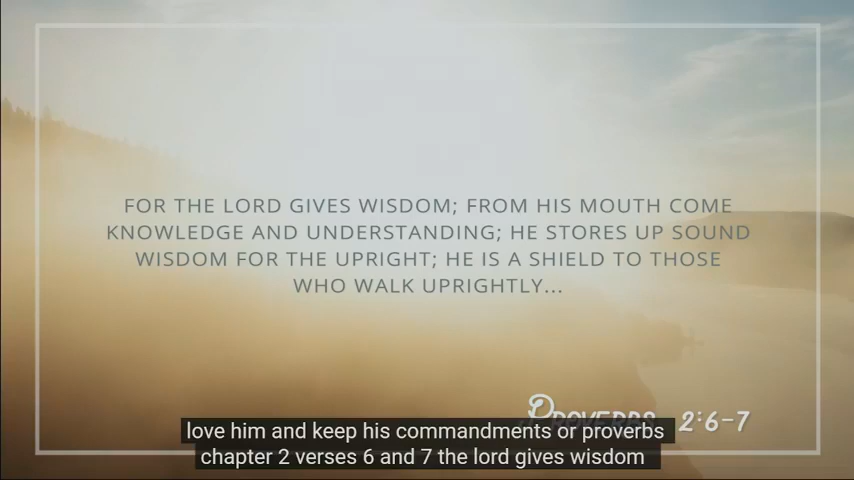 FOR THE LORD GIVES WISDOM; FROM HIS MOUTH COME
KNOWLEDGE AND UNDERSTANDING; HE STORES UP SOUND
WISDOM FOR THE UPRIGHT; HE IS A SHIELD TO THOSE
WHO WALK UPRIGHTLY...
PROVERBS 2:6-7
love him and keep his commandments or proverbs
chapter 2 verses 6 and 7 the lord gives wisdom